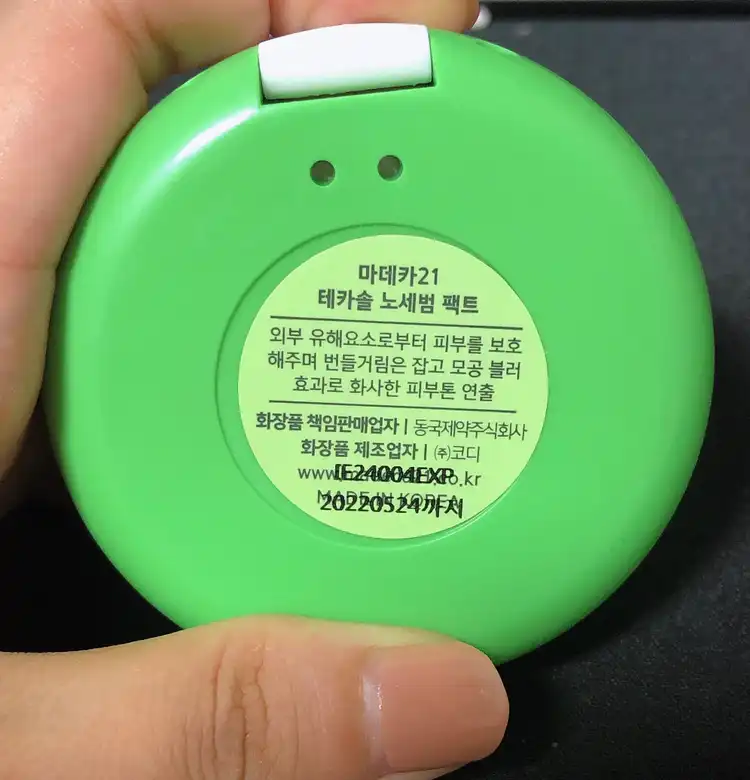 마데카21
테카솔 노세범 팩트
외부 유해요소로부터 피부를 보호
해주며 번들거림은 잡고 모공 블러
효과로 화사한 피부톤 연출
화장품 책임판매업자 | 동국제약주식회사
화장품 제조업자 | ㈜코디
MADE IN KOREA
20220524까지